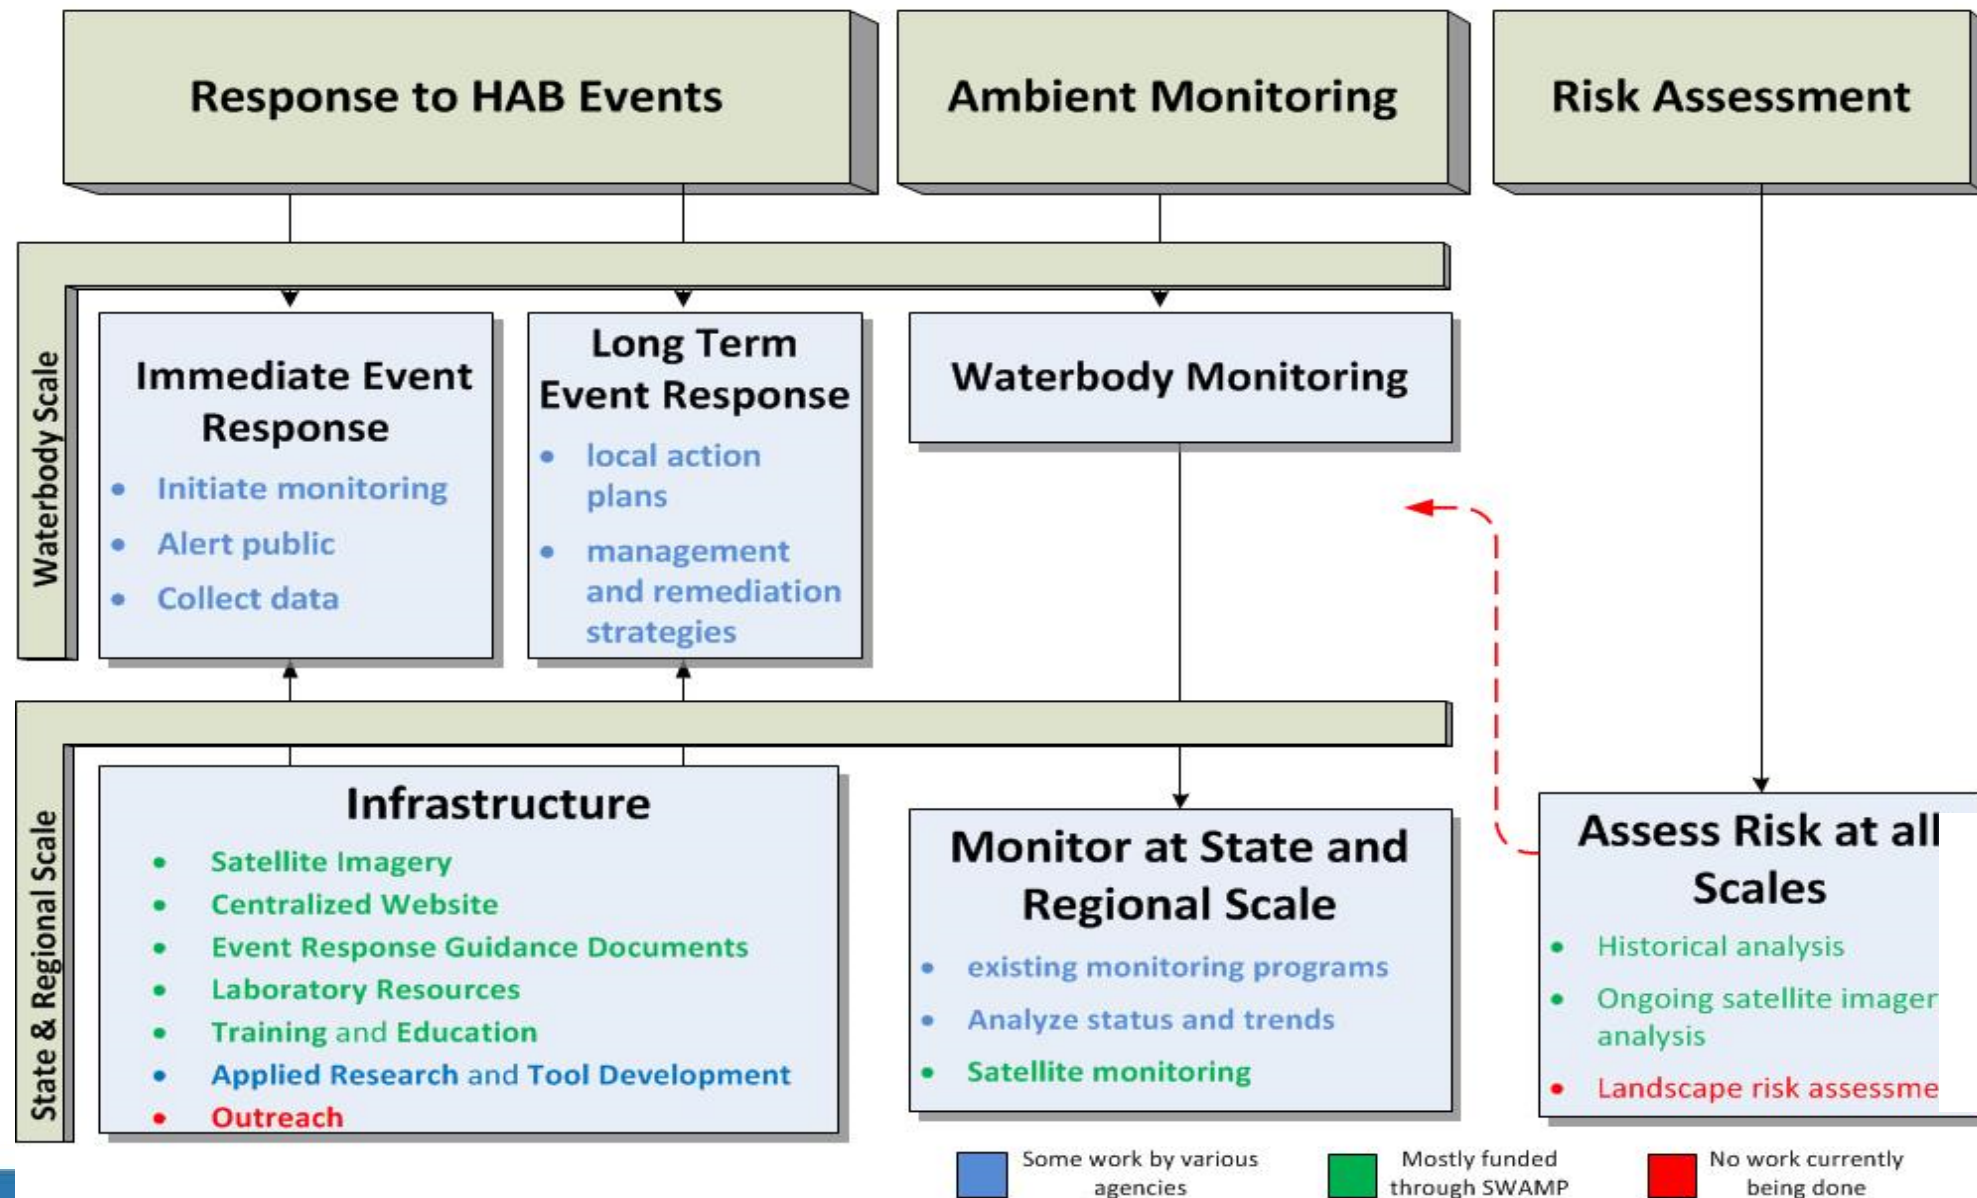 Response to HAB Events
Ambient Monitoring
Risk Assessment
Waterbody Scale
Immediate Event
Response
• Initiate monitoring
• Alert public
• Collect data
Long Term
Event Response
• local action
plans
• management
and remediation
strategies
Waterbody Monitoring
State & Regional Scale
Infrastructure
• Satellite Imagery
• Centralized Website
• Event Response Guidance Documents
• Laboratory Resources
• Training and Education
• Applied Research and Tool Development
• Outreach
Monitor at State and
Regional Scale
• existing monitoring programs
• Analyze status and trends
• Satellite monitoring
Assess Risk at all
Scales
• Historical analysis
• Ongoing satellite
analysis
• Landscape risk
Some work by various
agencies
Mostly funded
through SWAMP
No work currently
being done